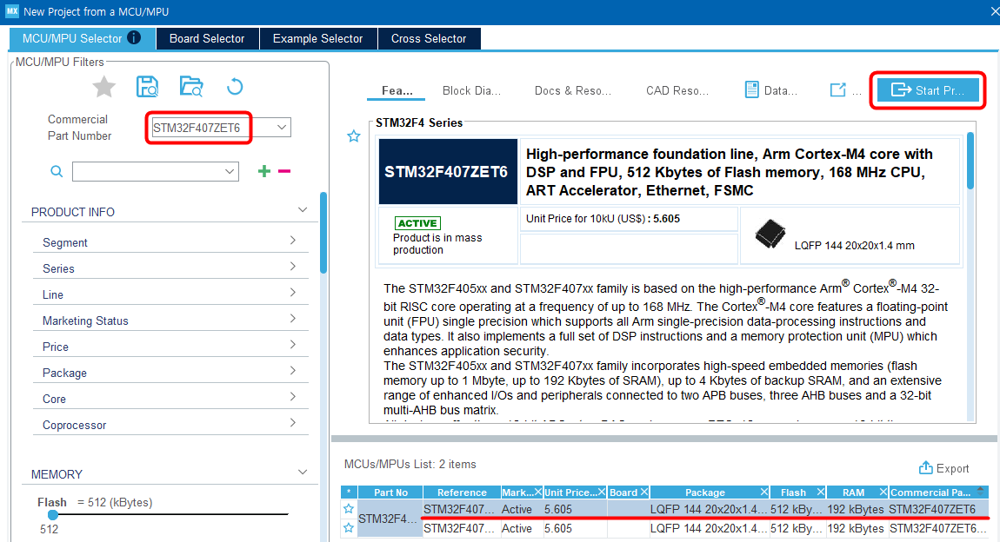 MX New Project from a MCU/MPU
MCU/MPU Selector i Board Selector Example Selector Cross Selector
MCU/MPU Filters
Commercial
Part Number
STM32F407ZET6
PRODUCT INFO
Segment
Series
Line
Marketing Status
Price
Package
Core
Coprocessor
MEMORY
Flash = 512 (kBytes)
512
Fea... Block Dia... Docs & Reso... CAD Reso... Data... ... Start Pr...
STM32F4 Series
STM32F407ZET6
High-performance foundation line, Arm Cortex-M4 core with
DSP and FPU, 512 Kbytes of Flash memory, 168 MHz CPU,
ART Accelerator, Ethernet, FSMC
ACTIVE
Product is in mass
production
Unit Price for 10kU (US$) : 5.605
LQFP 144 20x20x1.4 mm
The STM32F405xx and STM32F407xx family is based on the high-performance Arm® Cortex®-M4 32-
bit RISC core operating at a frequency of up to 168 MHz. The Cortex®-M4 core features a floating-point
unit (FPU) single precision which supports all Arm single-precision data-processing instructions and
data types. It also implements a full set of DSP instructions and a memory protection unit (MPU) which
enhances application security.
The STM32F405xx and STM32F407xx family incorporates high-speed embedded memories (flash
memory up to 1 Mbyte, up to 192 Kbytes of SRAM), up to 4 Kbytes of backup SRAM, and an extensive
range of enhanced I/Os and peripherals connected to two APB buses, three AHB buses and a 32-bit
multi-AHB bus matrix.
MCUs/MPUs List: 2 items
Export
* Part No Reference Mark... Unit Price... Board Package Flash RAM Commercial Pa...
STM32F4...
STM32F407... Active 5.605 LQFP 144 20x20x1.4... 512 kBy... 192 kBytes STM32F407ZET6
STM32F407... Active 5.605 LQFP 144 20x20x1.4... 512 kBy... 192 kBytes STM32F407ZET6...